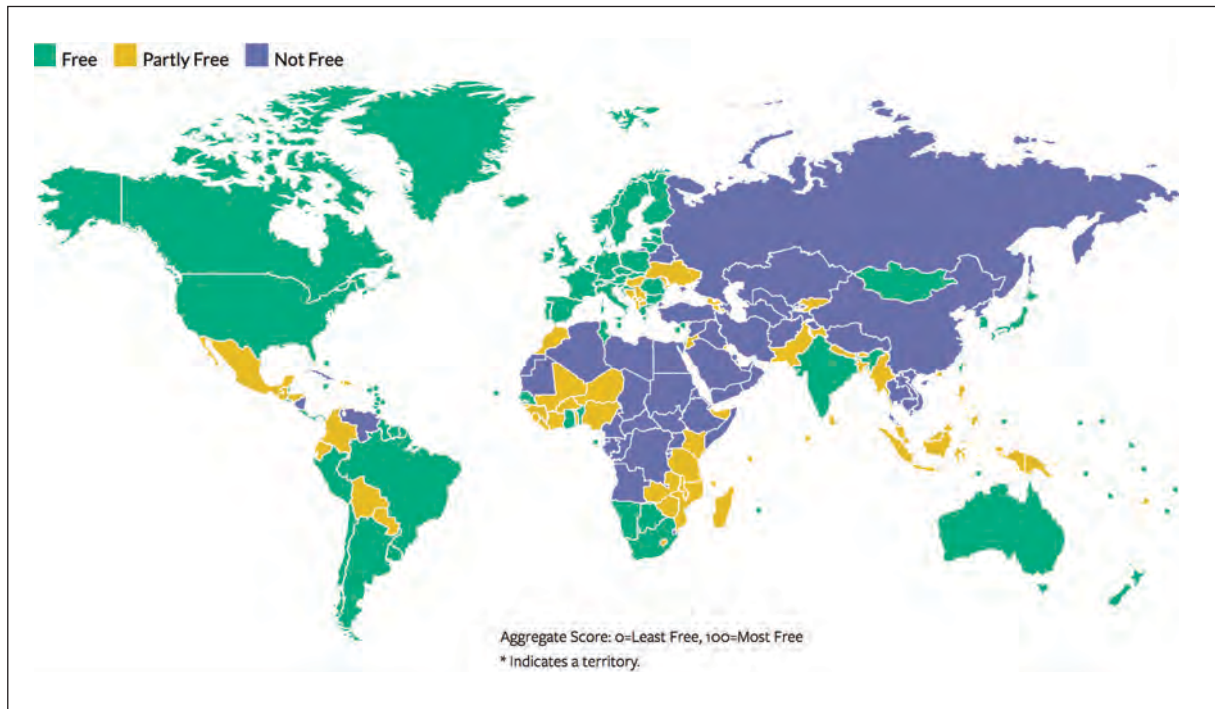 Free Partly Free Not Free
Aggregate Score: 0=Least Free, 100=Most Free
* Indicates a territory.